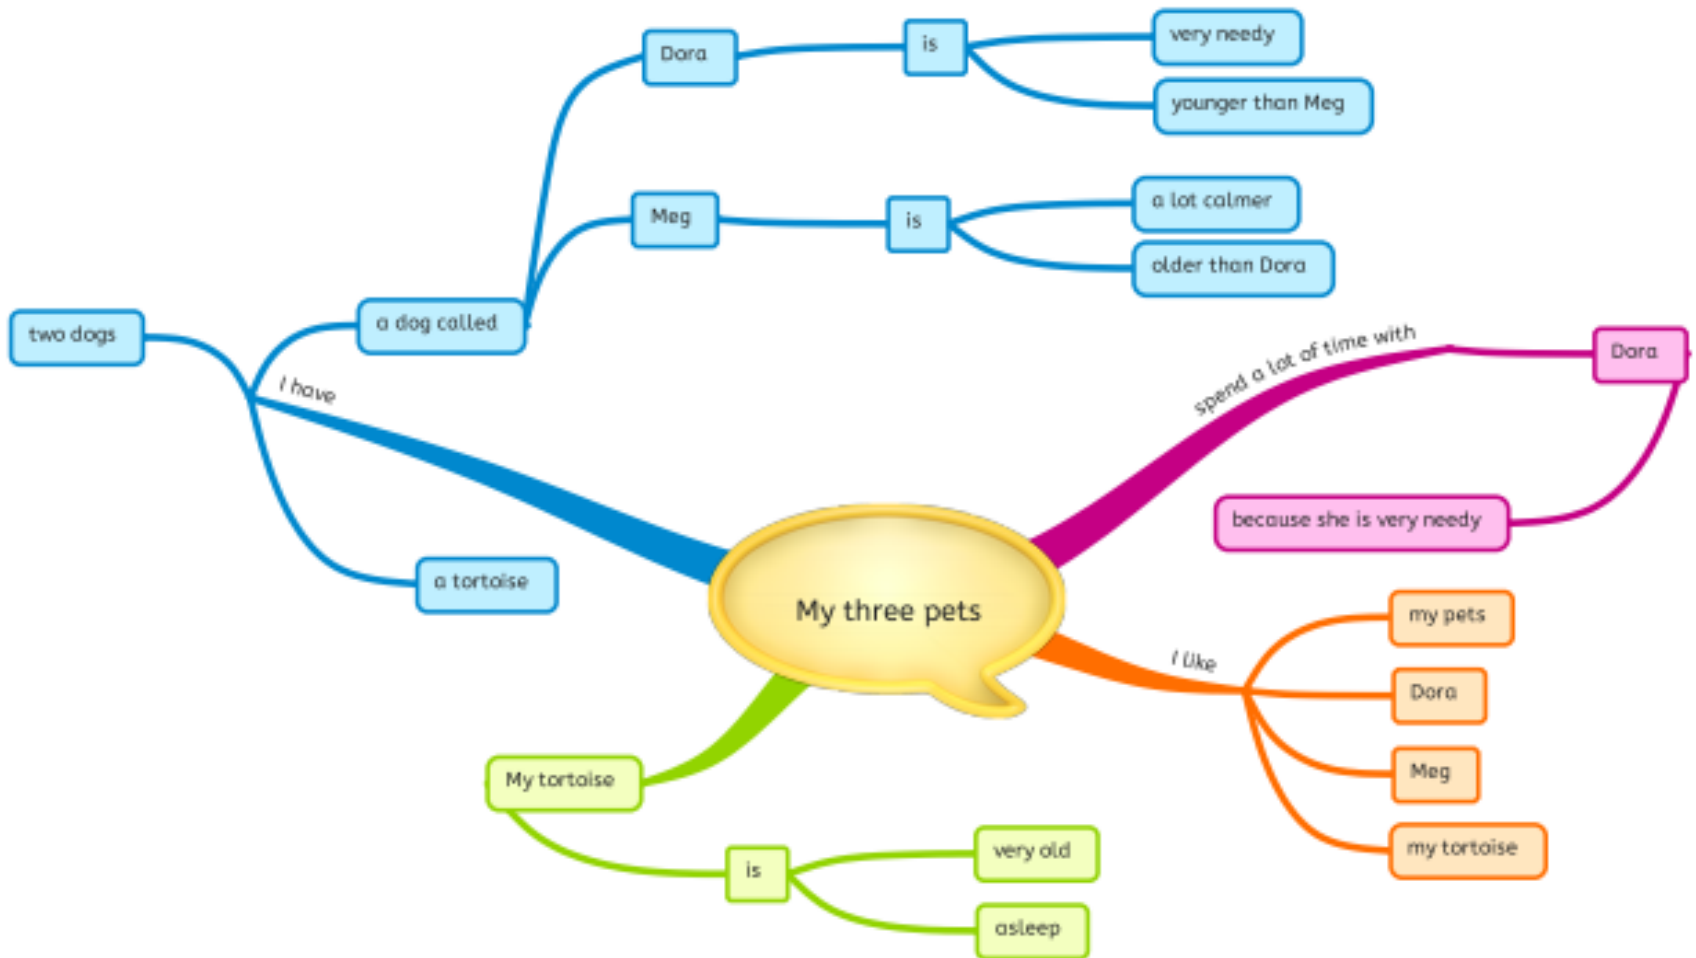 My three pets
I have
two dogs
a dog called
Dora
is
very needy
younger than Meg
Meg
is
a lot calmer
older than Dora
a tortoise
spend a lot of time with
Dora
because she is very needy
I like
my pets
Dora
Meg
my tortoise
My tortoise
is
very old
asleep